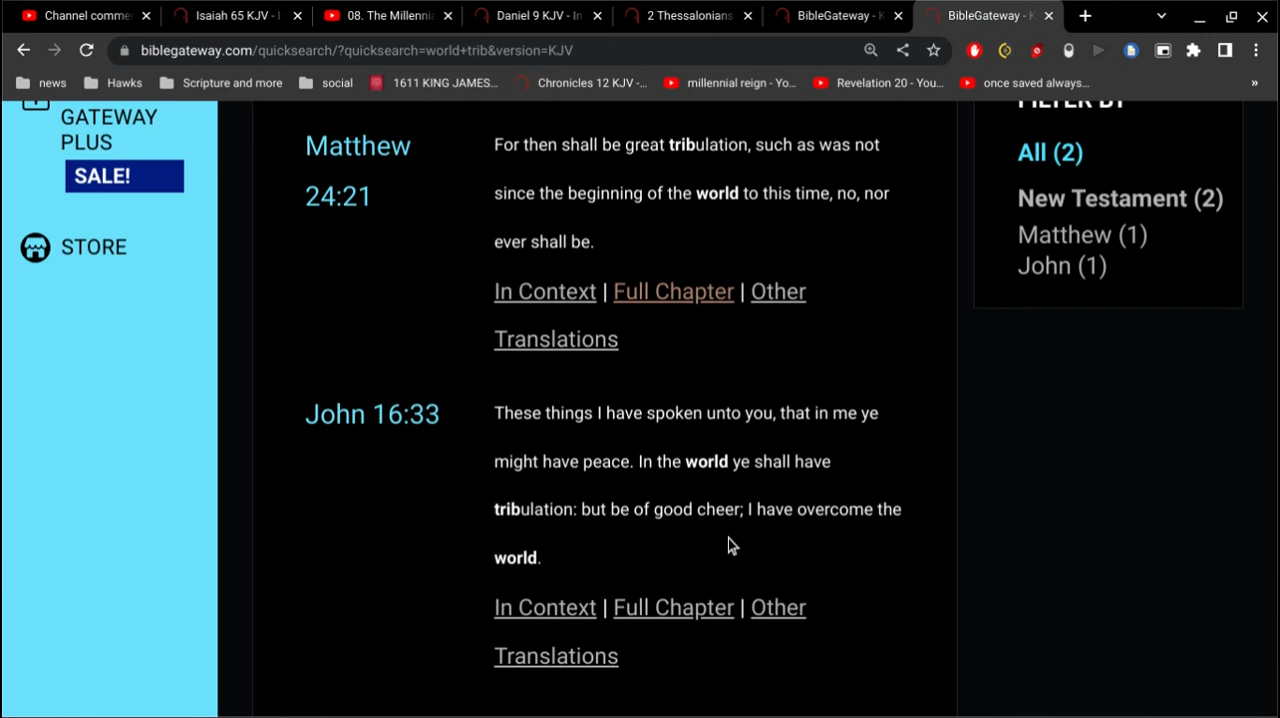 Channel comme
Isaiah 65 KJV - I
08. The Millennia
Daniel 9 KJV - In
2 Thessalonians
BibleGateway - K
BibleGateway - K
biblegateway.com/quicksearch/?quicksearch=world+trib&version=KJV
news
Hawks
Scripture and more
social
1611 KING JAMES...
Chronicles 12 KJV -...
millennial reign - Yo...
Revelation 20 - You...
once saved always...
»
GATEWAY
PLUS
SALE!
STORE
Matthew
24:21
For then shall be great tribulation, such as was not
since the beginning of the world to this time, no, nor
ever shall be.
In Context | Full Chapter | Other
Translations
John 16:33
These things I have spoken unto you, that in me ye
might have peace. In the world ye shall have
tribulation: but be of good cheer; I have overcome the
world.
In Context | Full Chapter | Other
Translations
FILTER BY
All (2)
New Testament (2)
Matthew (1)
John (1)